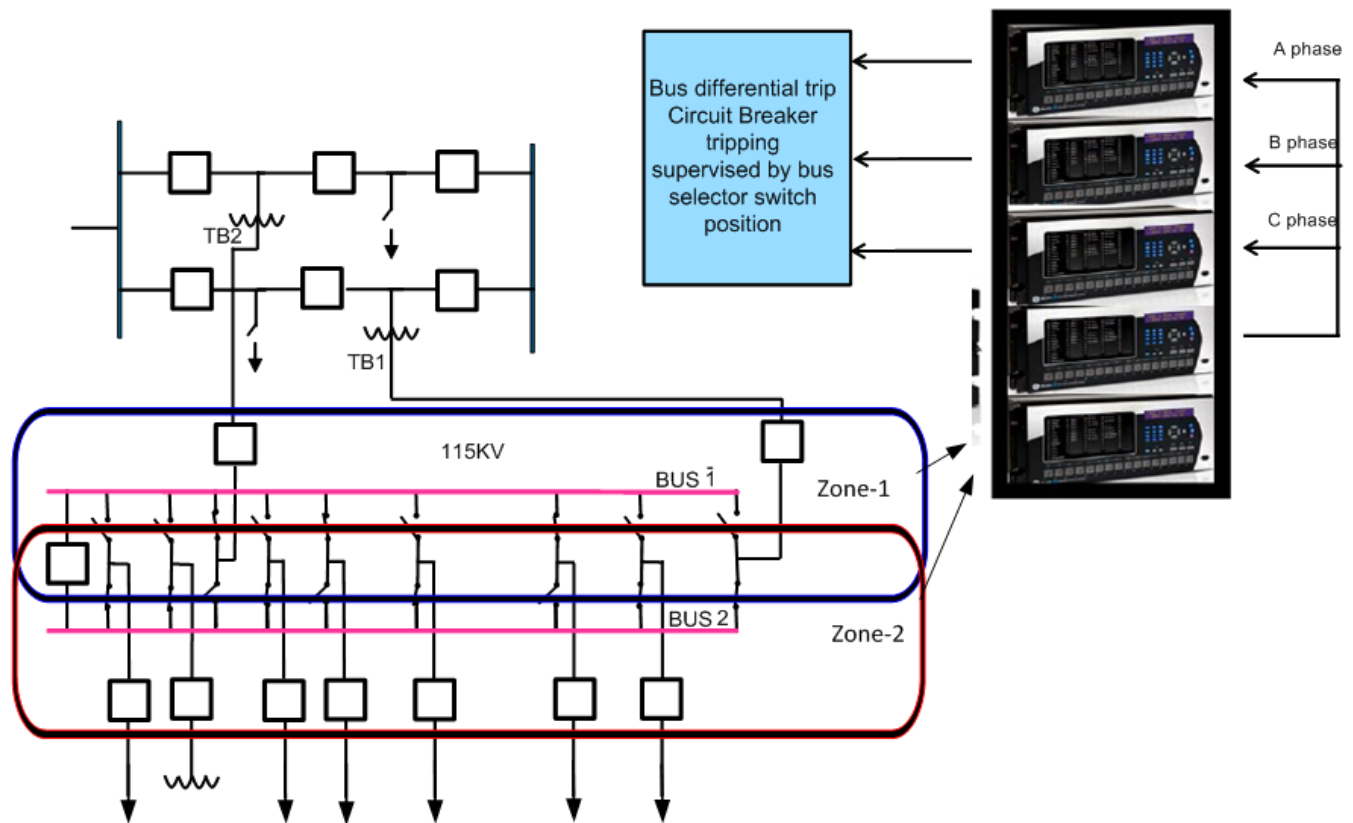 Bus differential trip
Circuit Breaker
tripping
supervised by bus
selector switch
position
A phase
B phase
C phase
TB2
TB1
115KV
BUS 1
Zone-1
BUS 2
Zone-2